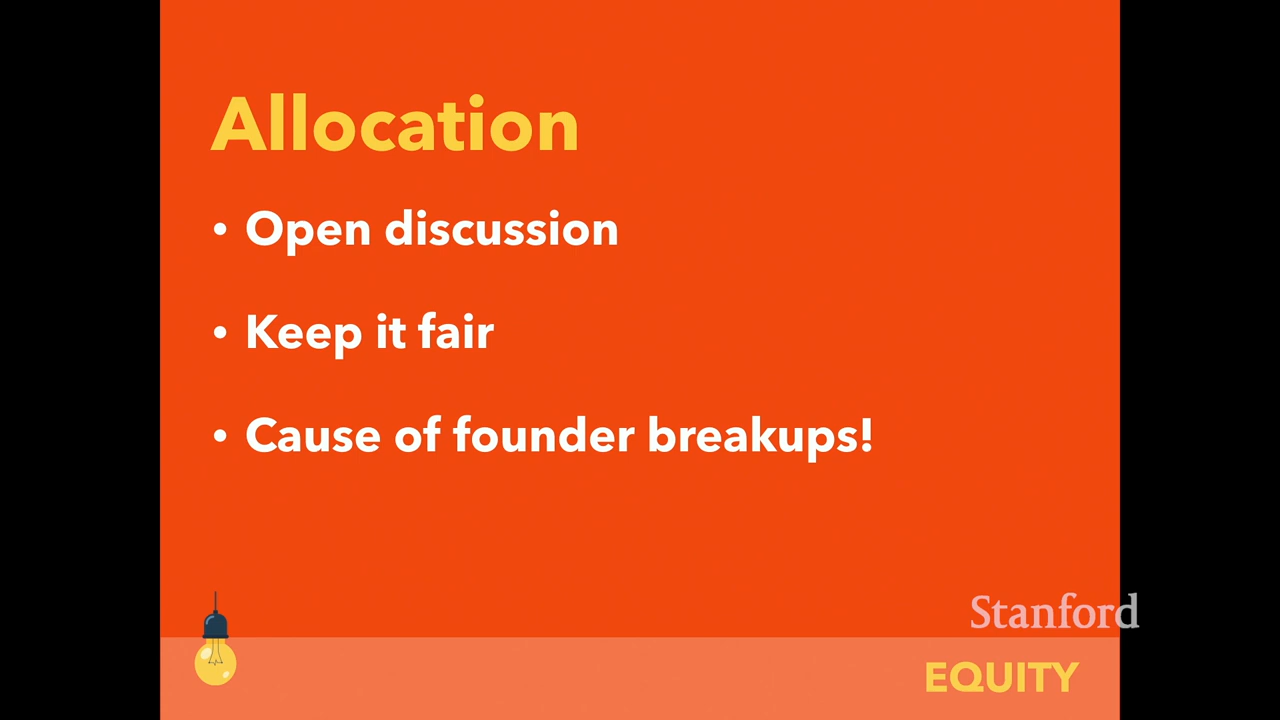 Allocation
• Open discussion
• Keep it fair
• Cause of founder breakups!
Stanford
EQUITY